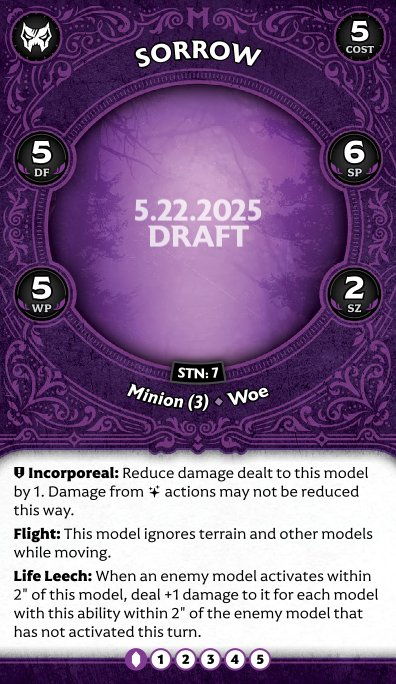 SORROW
5
COST
5
DF
6
SP
5.22.2025
DRAFT
5
WP
2
SZ
STN: 7
Minion (3) ◆ Woe
Incorporeal: Reduce damage dealt to this model
by 1. Damage from actions may not be reduced
this way.
Flight: This model ignores terrain and other models
while moving.
Life Leech: When an enemy model activates within
2" of this model, deal +1 damage to it for each model
with this ability within 2" of the enemy model that
has not activated this turn.
1 2 3 4 5